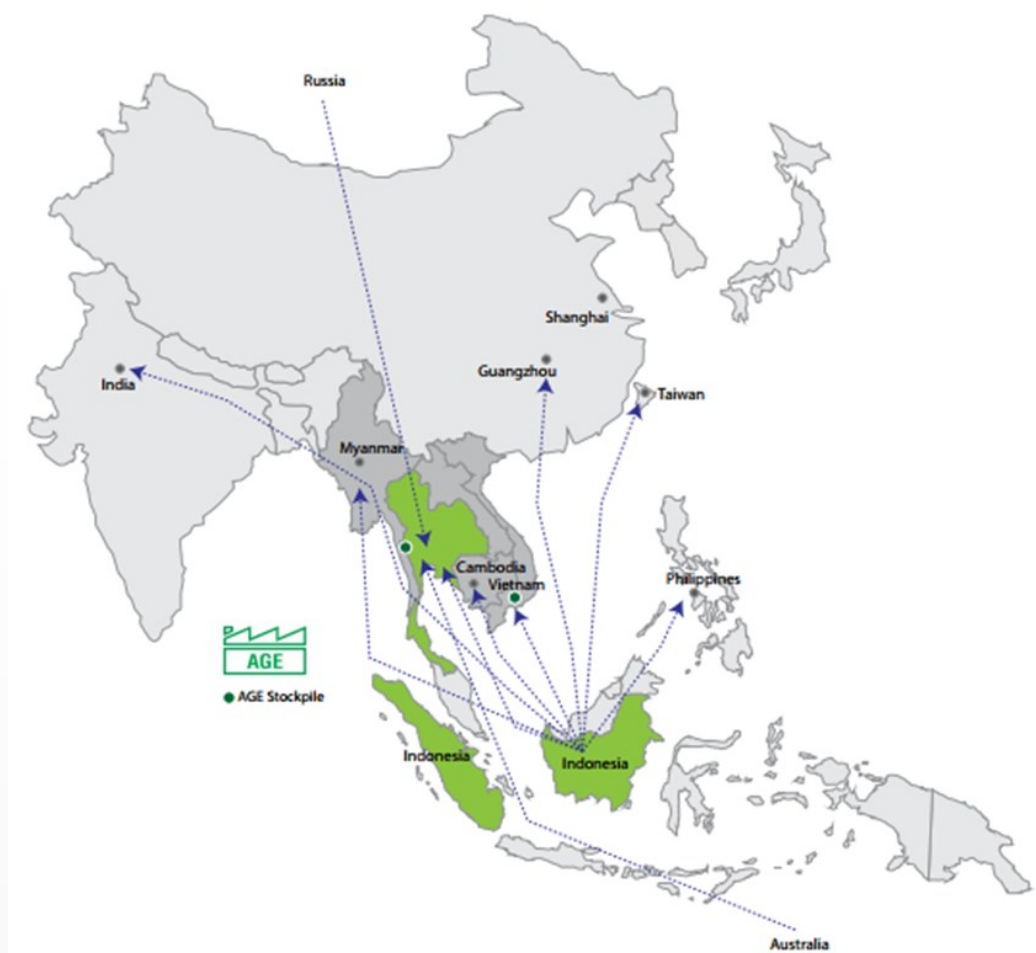 Russia
Shanghai
Guangzhou
India
Taiwan
Myanmar
Cambodia
Vietnam
Philippines
AGE
AGE Stockpile
Indonesia
Indonesia
Australia